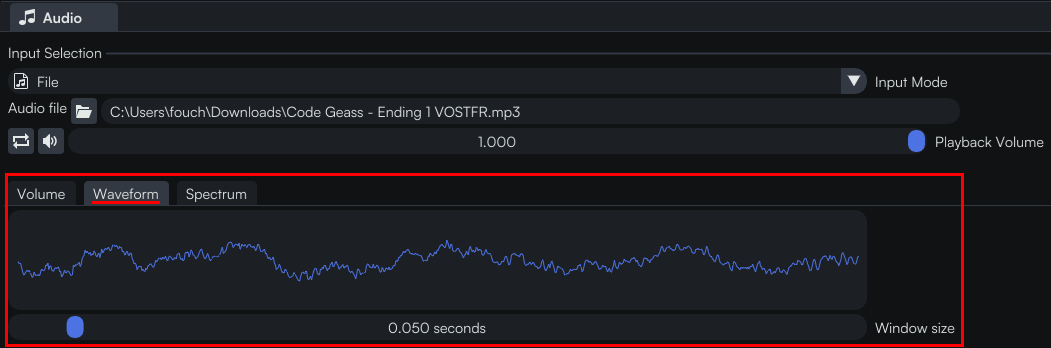 Audio
Input Selection
File Input Mode
Audio file C:\Users\fouch\Downloads\Code Geass - Ending 1 VOSTFR.mp3
1.000 Playback Volume
Volume Waveform Spectrum
0.050 seconds Window size